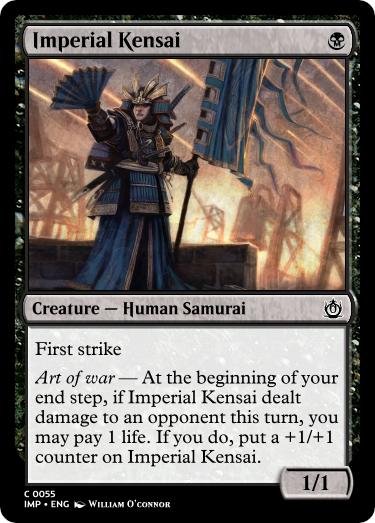 Imperial Kensai
Creature — Human Samurai
First strike
Art of war — At the beginning of your
end step, if Imperial Kensai dealt
damage to an opponent this turn, you
may pay 1 life. If you do, put a +1/+1
counter on Imperial Kensai.
1/1
C 0055
IMP • ENG William O'Connor